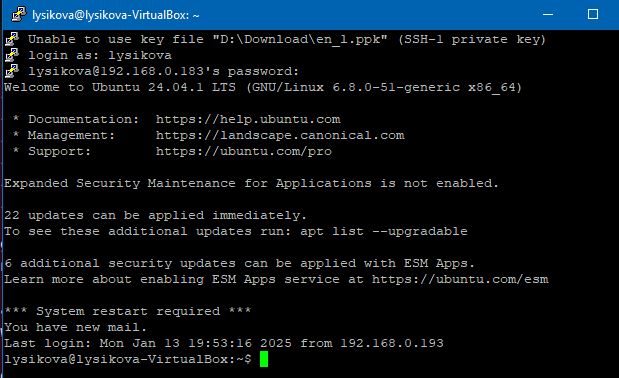 lysikova@lysikova-VirtualBox: ~
Unable to use key file "D:\Download\en_l.ppk" (SSH-1 private key)
login as: lysikova
lysikova@192.168.0.183's password:
Welcome to Ubuntu 24.04.1 LTS (GNU/Linux 6.8.0-51-generic x86_64)
* Documentation:  https://help.ubuntu.com
* Management:     https://landscape.canonical.com
* Support:        https://ubuntu.com/pro
Expanded Security Maintenance for Applications is not enabled.
22 updates can be applied immediately.
To see these additional updates run: apt list --upgradable
6 additional security updates can be applied with ESM Apps.
Learn more about enabling ESM Apps service at https://ubuntu.com/esm
*** System restart required ***
You have new mail.
Last login: Mon Jan 13 19:53:16 2025 from 192.168.0.193
lysikova@lysikova-VirtualBox:~$